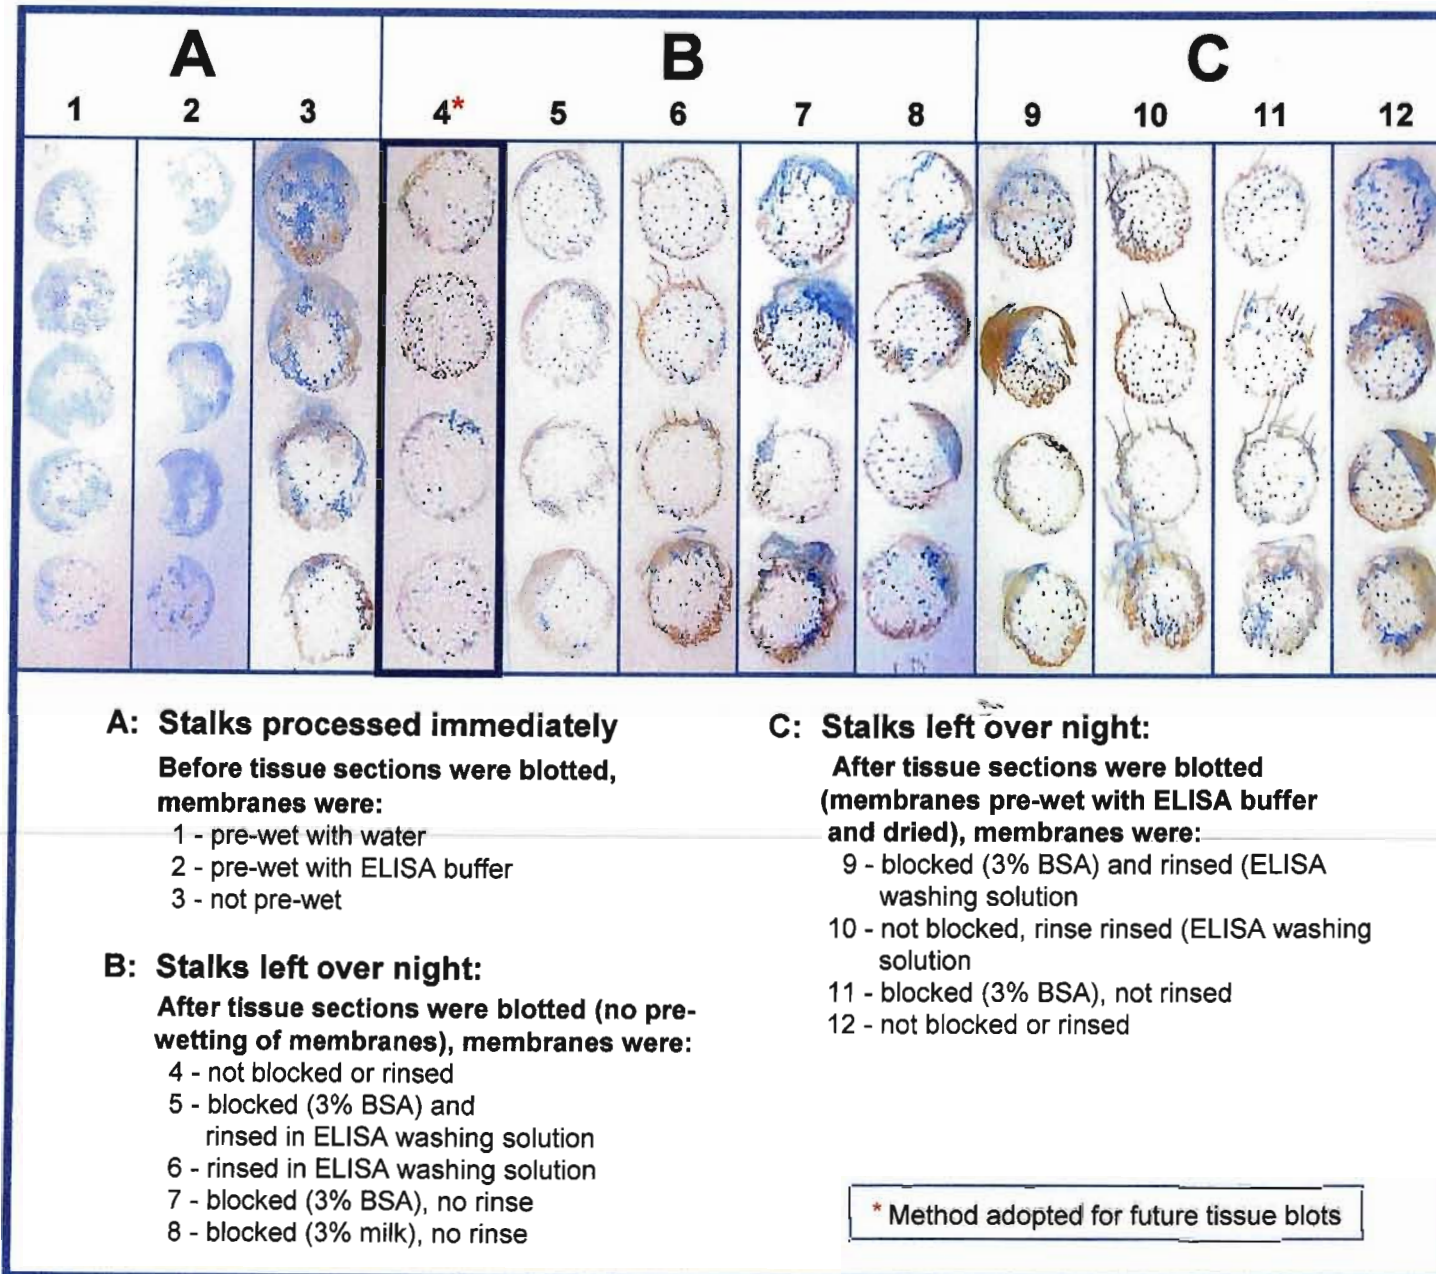 A B C
1 2 3 4* 5 6 7 8 9 10 11 12
A: Stalks processed immediately
Before tissue sections were blotted,
membranes were:
1 - pre-wet with water
2 - pre-wet with ELISA buffer
3 - not pre-wet
B: Stalks left over night:
After tissue sections were blotted (no pre-
wetting of membranes), membranes were:
4 - not blocked or rinsed
5 - blocked (3% BSA) and
rinsed in ELISA washing solution
6 - rinsed in ELISA washing solution
7 - blocked (3% BSA), no rinse
8 - blocked (3% milk), no rinse
C: Stalks left over night:
After tissue sections were blotted
(membranes pre-wet with ELISA buffer
and dried), membranes were:
9 - blocked (3% BSA) and rinsed (ELISA
washing solution
10 - not blocked, rinse rinsed (ELISA washing
solution
11 - blocked (3% BSA), not rinsed
12 - not blocked or rinsed
* Method adopted for future tissue blots